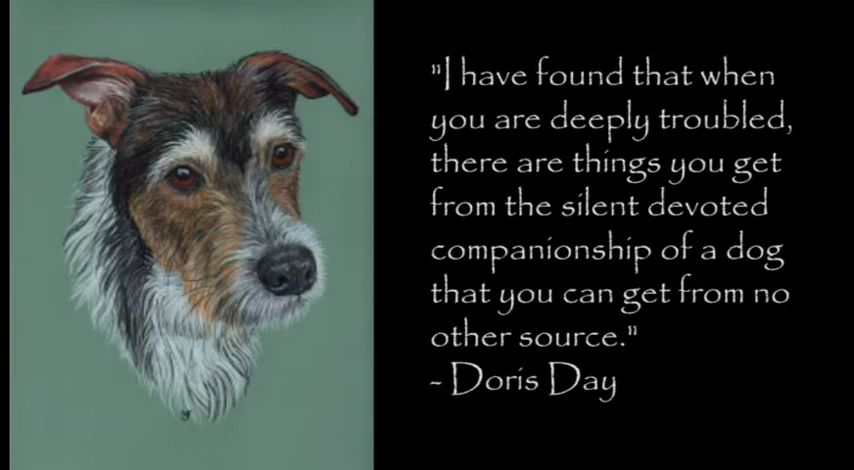 "I have found that when
you are deeply troubled,
there are things you get
from the silent devoted
companionship of a dog
that you can get from no
other source."
- Doris Day